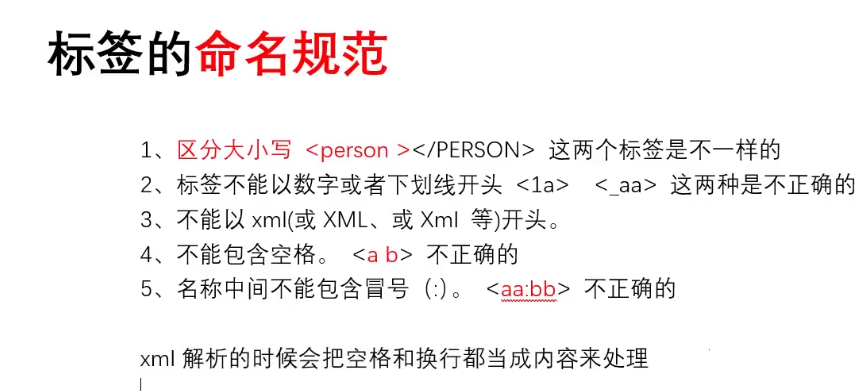 标签的命名规范
1、区分大小写 <person ></PERSON> 这两个标签是不一样的
2、标签不能以数字或者下划线开头 <1a> <_aa> 这两种是不正确的
3、不能以 xml(或 XML、或 Xml 等)开头。
4、不能包含空格。 <a b> 不正确的
5、名称中间不能包含冒号（:）。 <aa:bb> 不正确的
xml 解析的时候会把空格和换行都当成内容来处理